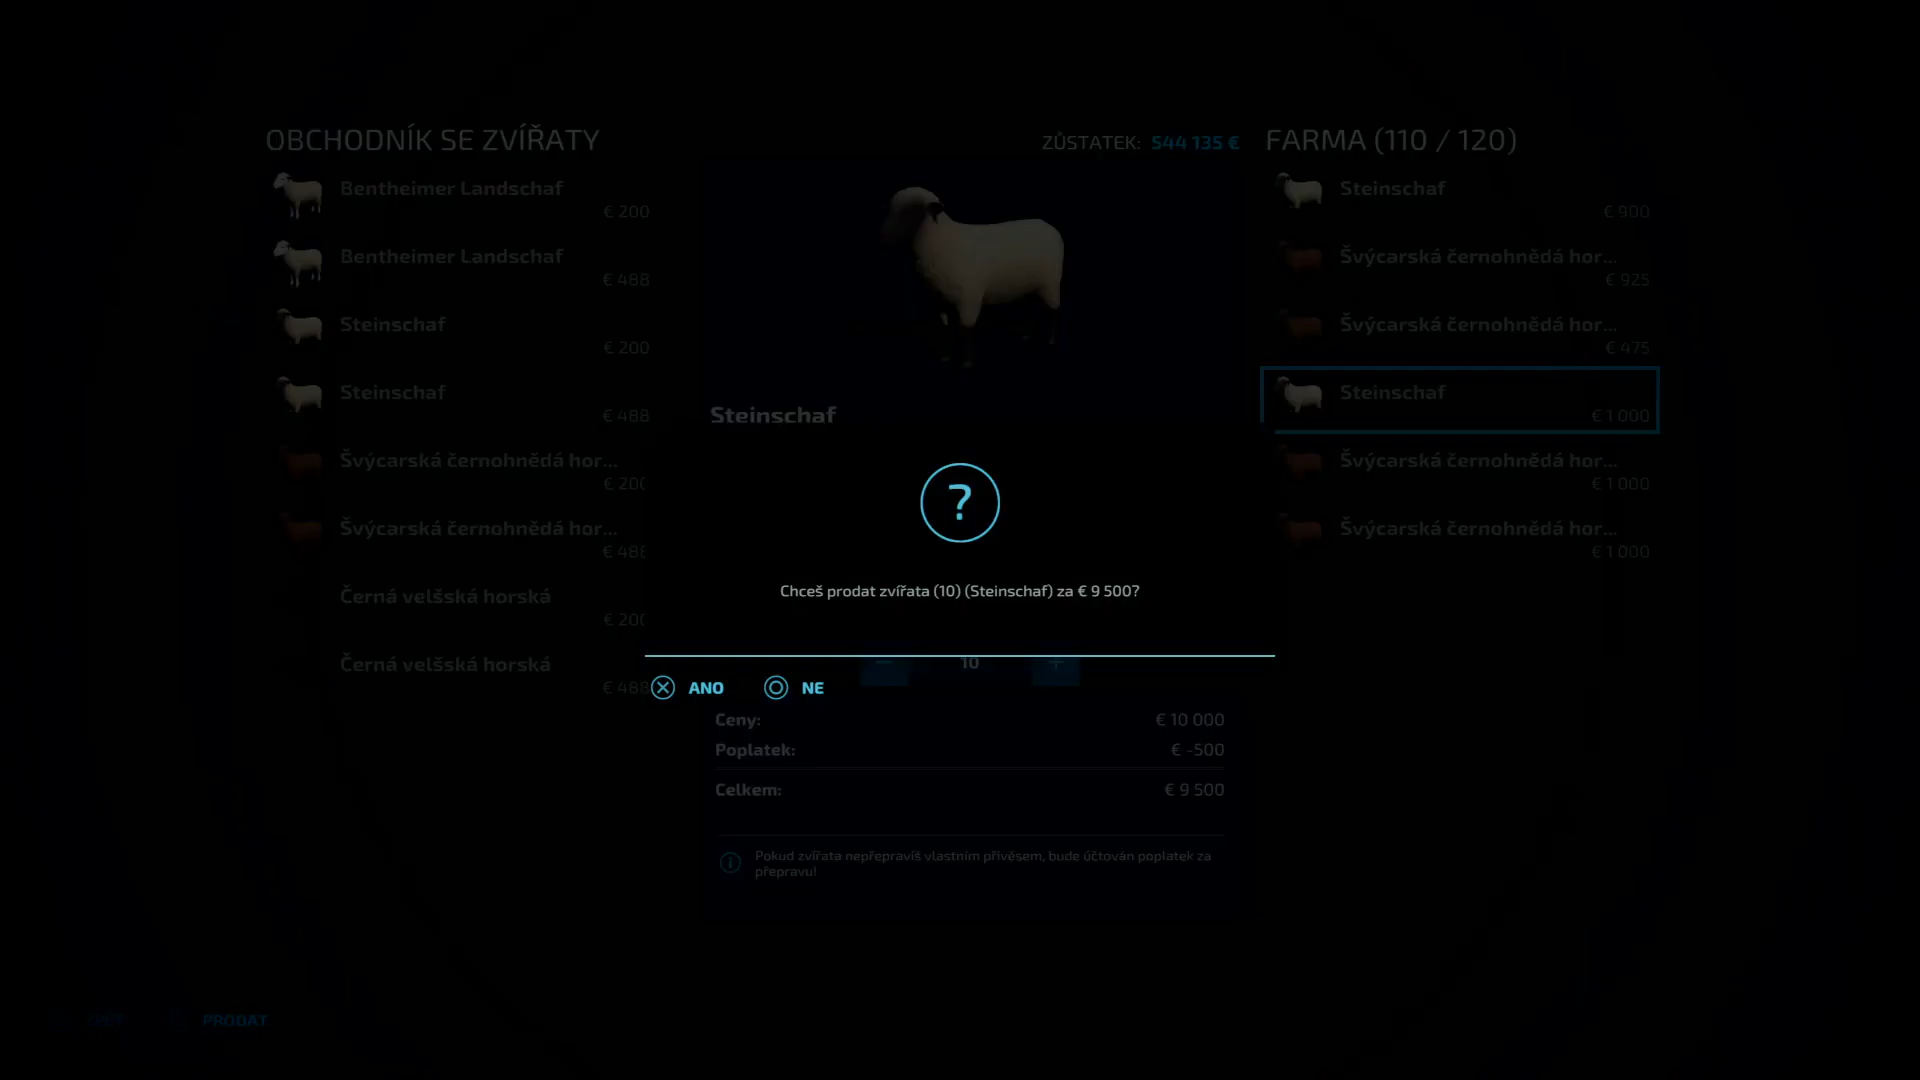 OBCHODNÍK SE ZVÍŘATY
ZŮSTATEK: 544 135 €
FARMA (110 / 120)
Bentheimer Landschaf
€ 200
Bentheimer Landschaf
€ 488
Steinschaf
€ 200
Steinschaf
€ 488
Švýcarská černohnědá hor...
€ 200
Švýcarská černohnědá hor...
€ 488
Černá velšská horská
€ 200
Černá velšská horská
€ 488
Steinschaf
Steinschaf
€ 900
Švýcarská černohnědá hor...
€ 925
Švýcarská černohnědá hor...
€ 475
Steinschaf
€ 1 000
Švýcarská černohnědá hor...
€ 1 000
Švýcarská černohnědá hor...
€ 1 000
?
Chceš prodat zvířata (10) (Steinschaf) za € 9 500?
10
ANO NE
Ceny: € 10 000
Poplatek: € -500
Celkem: € 9 500
Pokud zvířata nepřepravíš vlastním přívěsem, bude účtován poplatek za
přepravu!
PRODAT